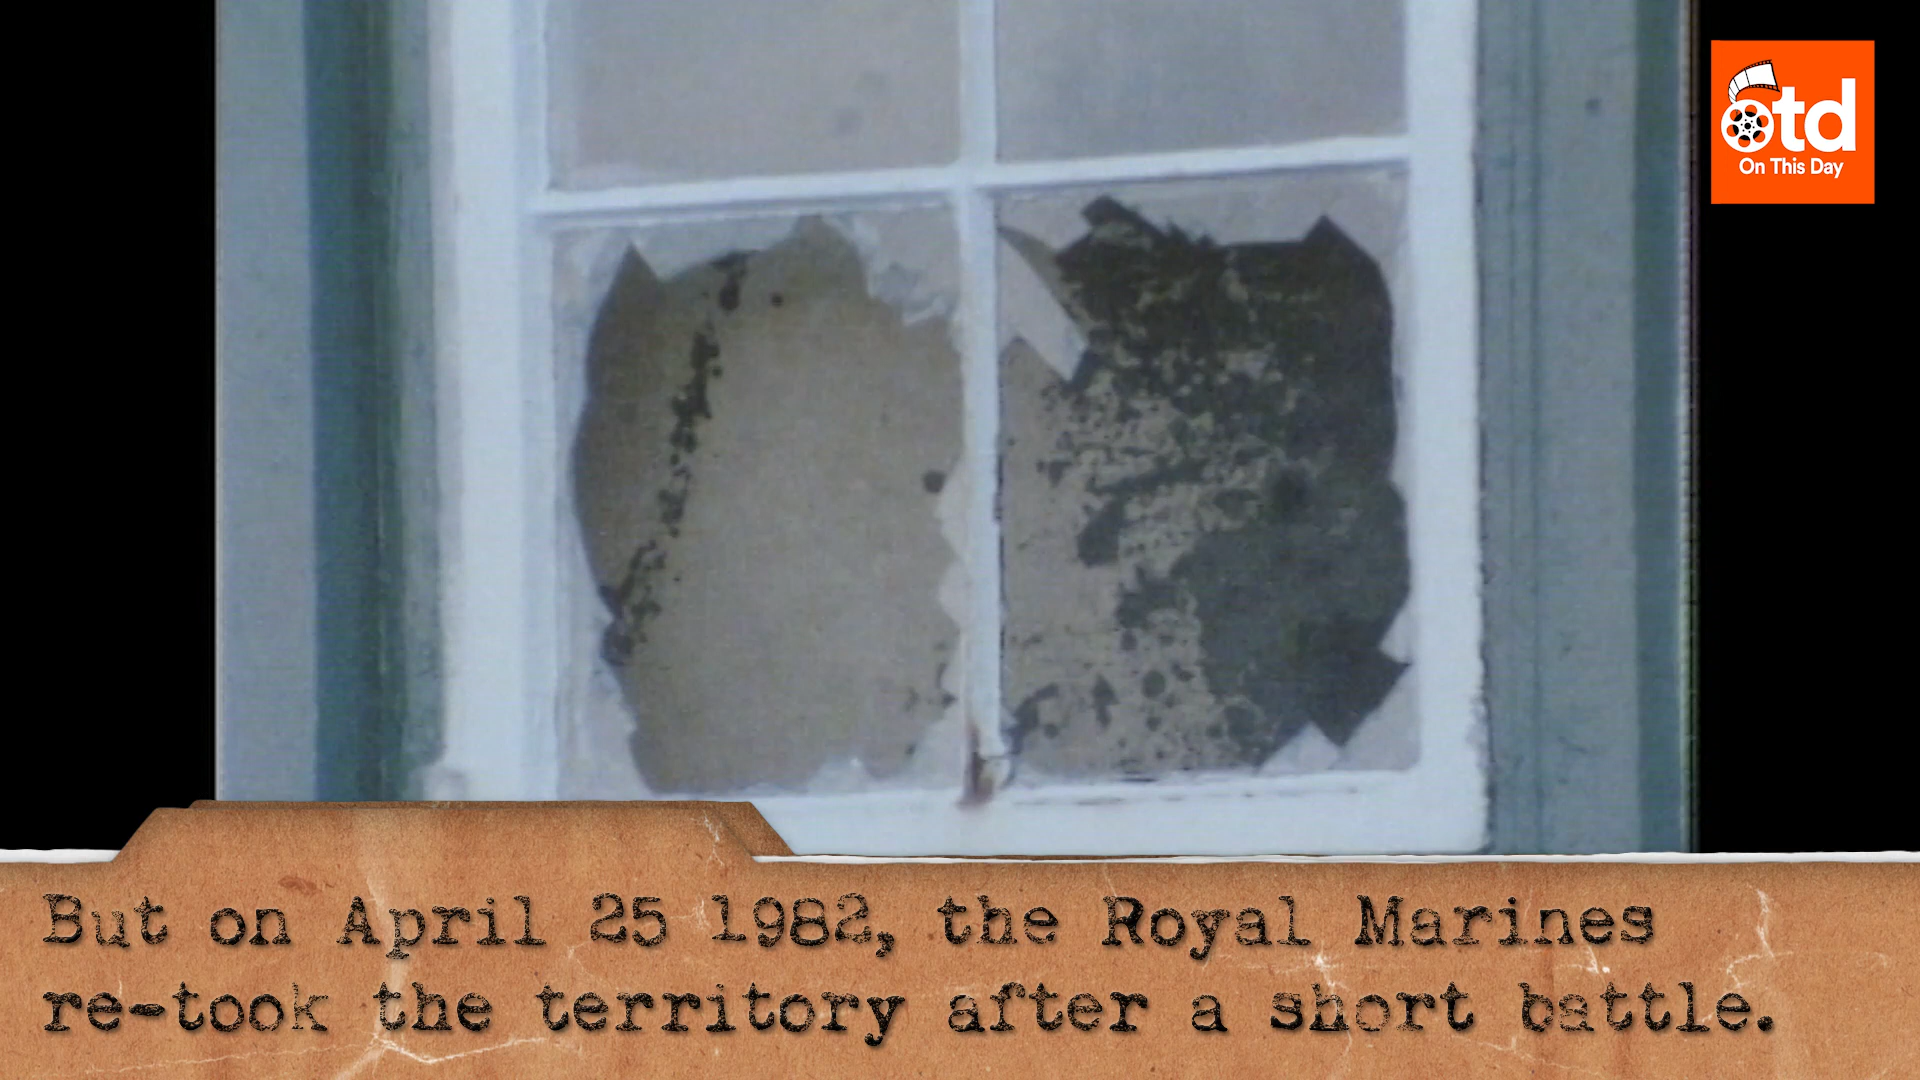 otd
On This Day
But on April 25 1982, the Royal Marines
re-took the territory after a short battle.